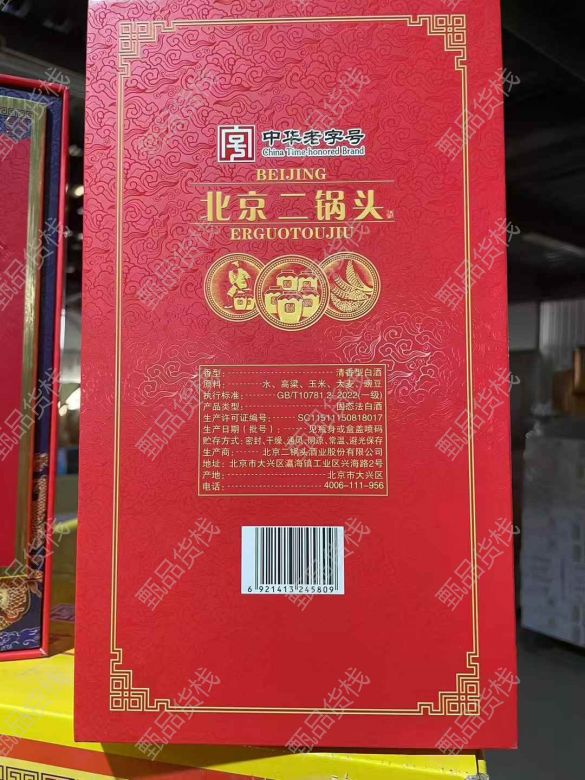 中华老字号
China Time-honored Brand
BEIJING
北京二锅头酒
ERGUOTOUJIU
香型:清香型白酒
原料:水、高粱、玉米、大麦、豌豆
执行标准:GB/T10781.2-2022(一级)
产品类型:固态法白酒
生产许可证编号:SC11511150818017
生产日期(批号):见瓶身或盒盖喷码
贮存方式:密封、干燥、通风、阴凉、常温、避光保存
生产商:北京二锅头酒业股份有限公司
地址:北京市大兴区瀛海镇工业区兴海路2号
产地:北京市大兴区
电话:4006-111-956
6 921413 245809
甄品货栈